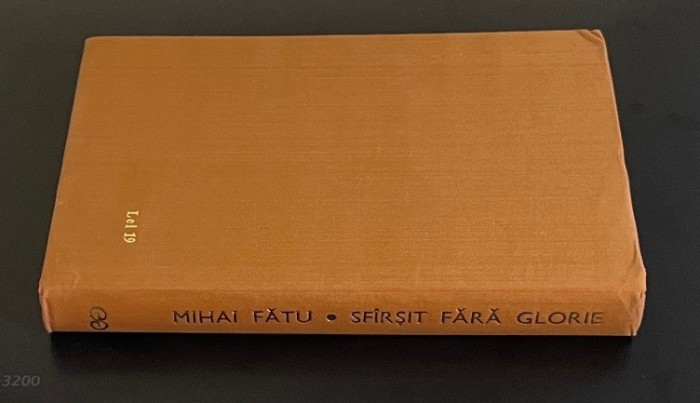 Lei 19
MIHAI FĂTU • SFÎRȘIT FĂRĂ GLORIE
3200